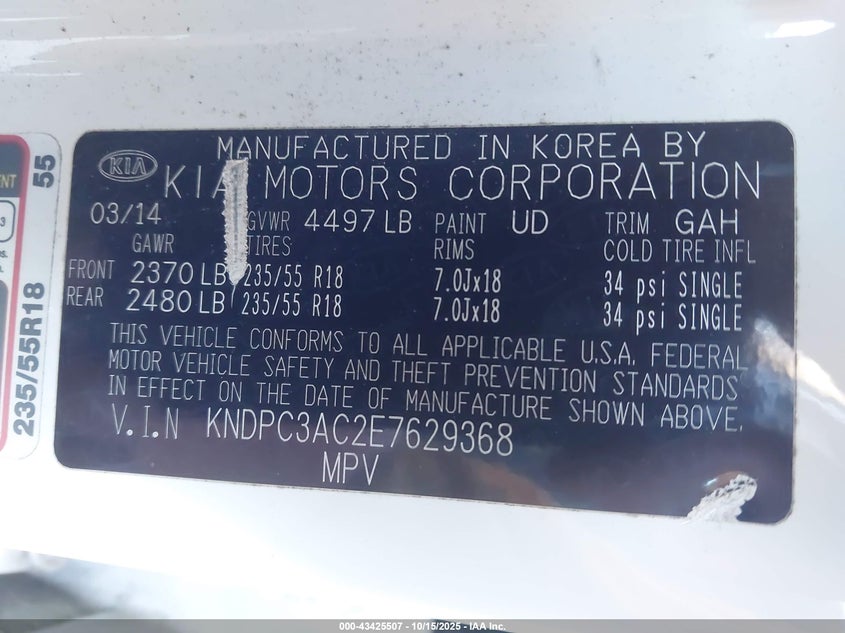 MANUFACTURED IN KOREA BY
KIA KIA MOTORS CORPORATION
03/14 GVWR 4497 LB PAINT UD TRIM GAH
GAWR TIRES RIMS COLD TIRE INFL
FRONT 2370 LB 235/55 R18 7.0Jx18 34 psi SINGLE
REAR 2480 LB 235/55 R18 7.0Jx18 34 psi SINGLE
THIS VEHICLE CONFORMS TO ALL APPLICABLE U.S.A. FEDERAL
MOTOR VEHICLE SAFETY AND THEFT PREVENTION STANDARDS
IN EFFECT ON THE DATE OF MANUFACTURE SHOWN ABOVE.
V.I.N KNDPC3AC2E7629368
MPV
235/55R18 55
000-43425507 - 10/15/2025 - IAA Inc.